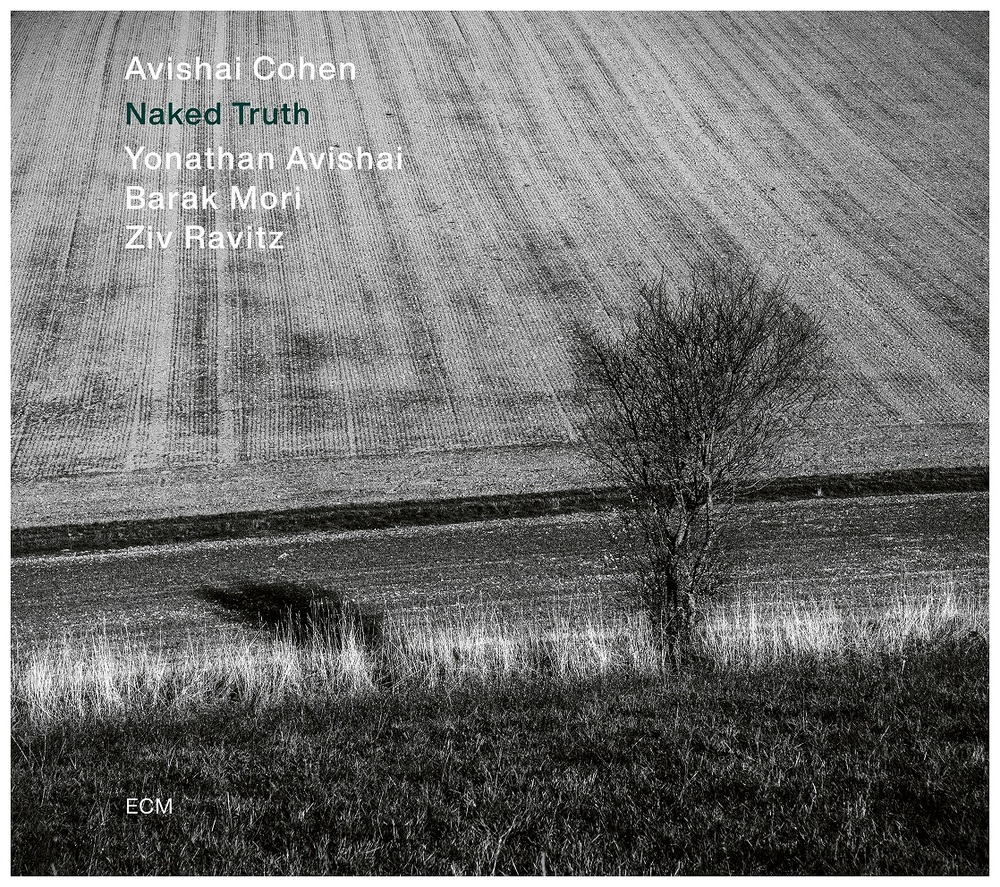 Avishai Cohen
Naked Truth
Yonathan Avishai
Barak Mori
Ziv Ravitz
ECM